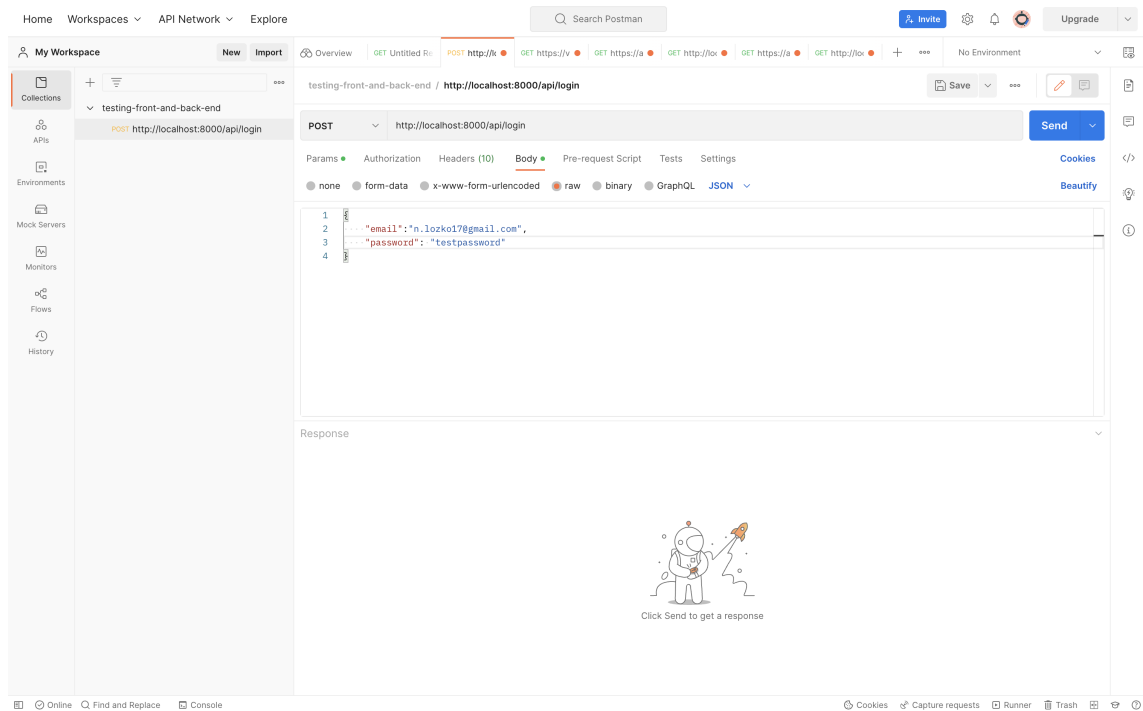 Home Workspaces API Network Explore Search Postman Invite Upgrade
My Workspace New Import Overview GET Untitled Re POST http://lo GET https://v GET https://a GET http://loc GET https://a GET http://loc No Environment
Collections
APIs
Environments
Mock Servers
Monitors
Flows
History
testing-front-and-back-end
POST http://localhost:8000/api/login
testing-front-and-back-end / http://localhost:8000/api/login Save
POST http://localhost:8000/api/login Send
Params Authorization Headers (10) Body Pre-request Script Tests Settings Cookies
none form-data x-www-form-urlencoded raw binary GraphQL JSON Beautify
1 {
2 "email":"n.lozko17@gmail.com",
3 "password": "testpassword"
4 }
Response
Click Send to get a response
Online Find and Replace Console Cookies Capture requests Runner Trash